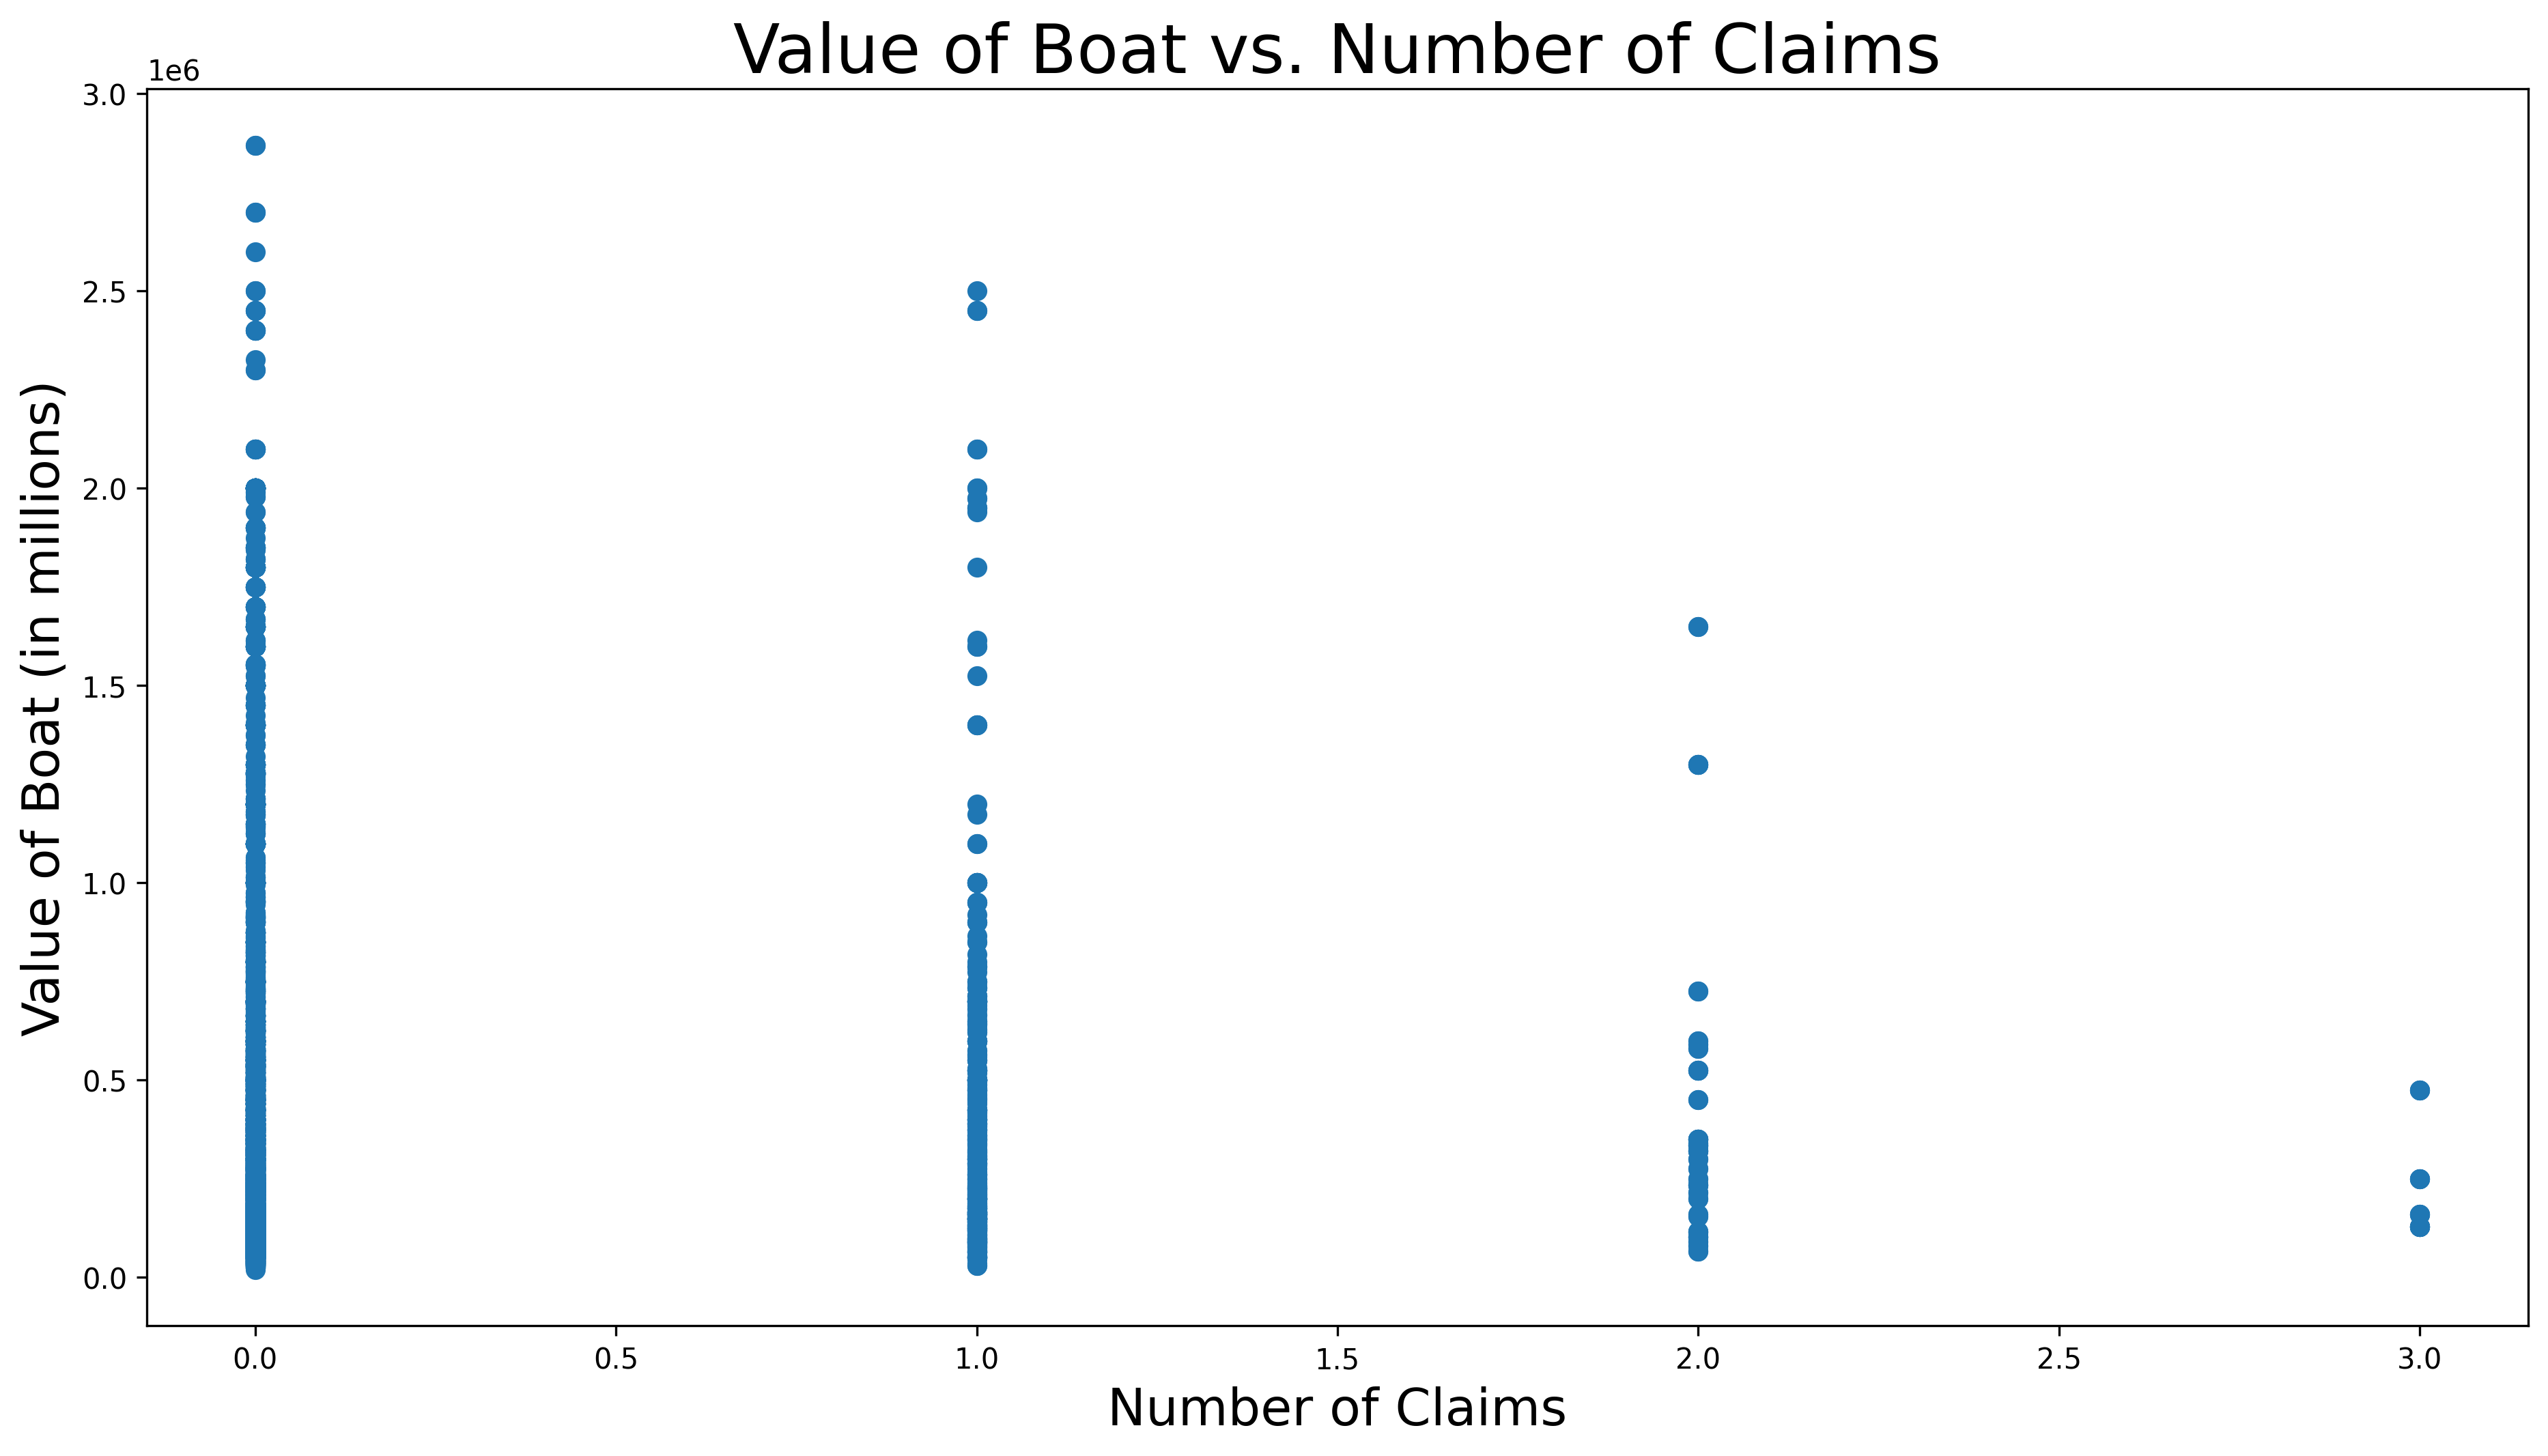 Value of Boat vs. Number of Claims
1e6
3.0
2.5
2.0
1.5
1.0
0.5
0.0
Value of Boat (in millions)
0.0 0.5 1.0 1.5 2.0 2.5 3.0
Number of Claims